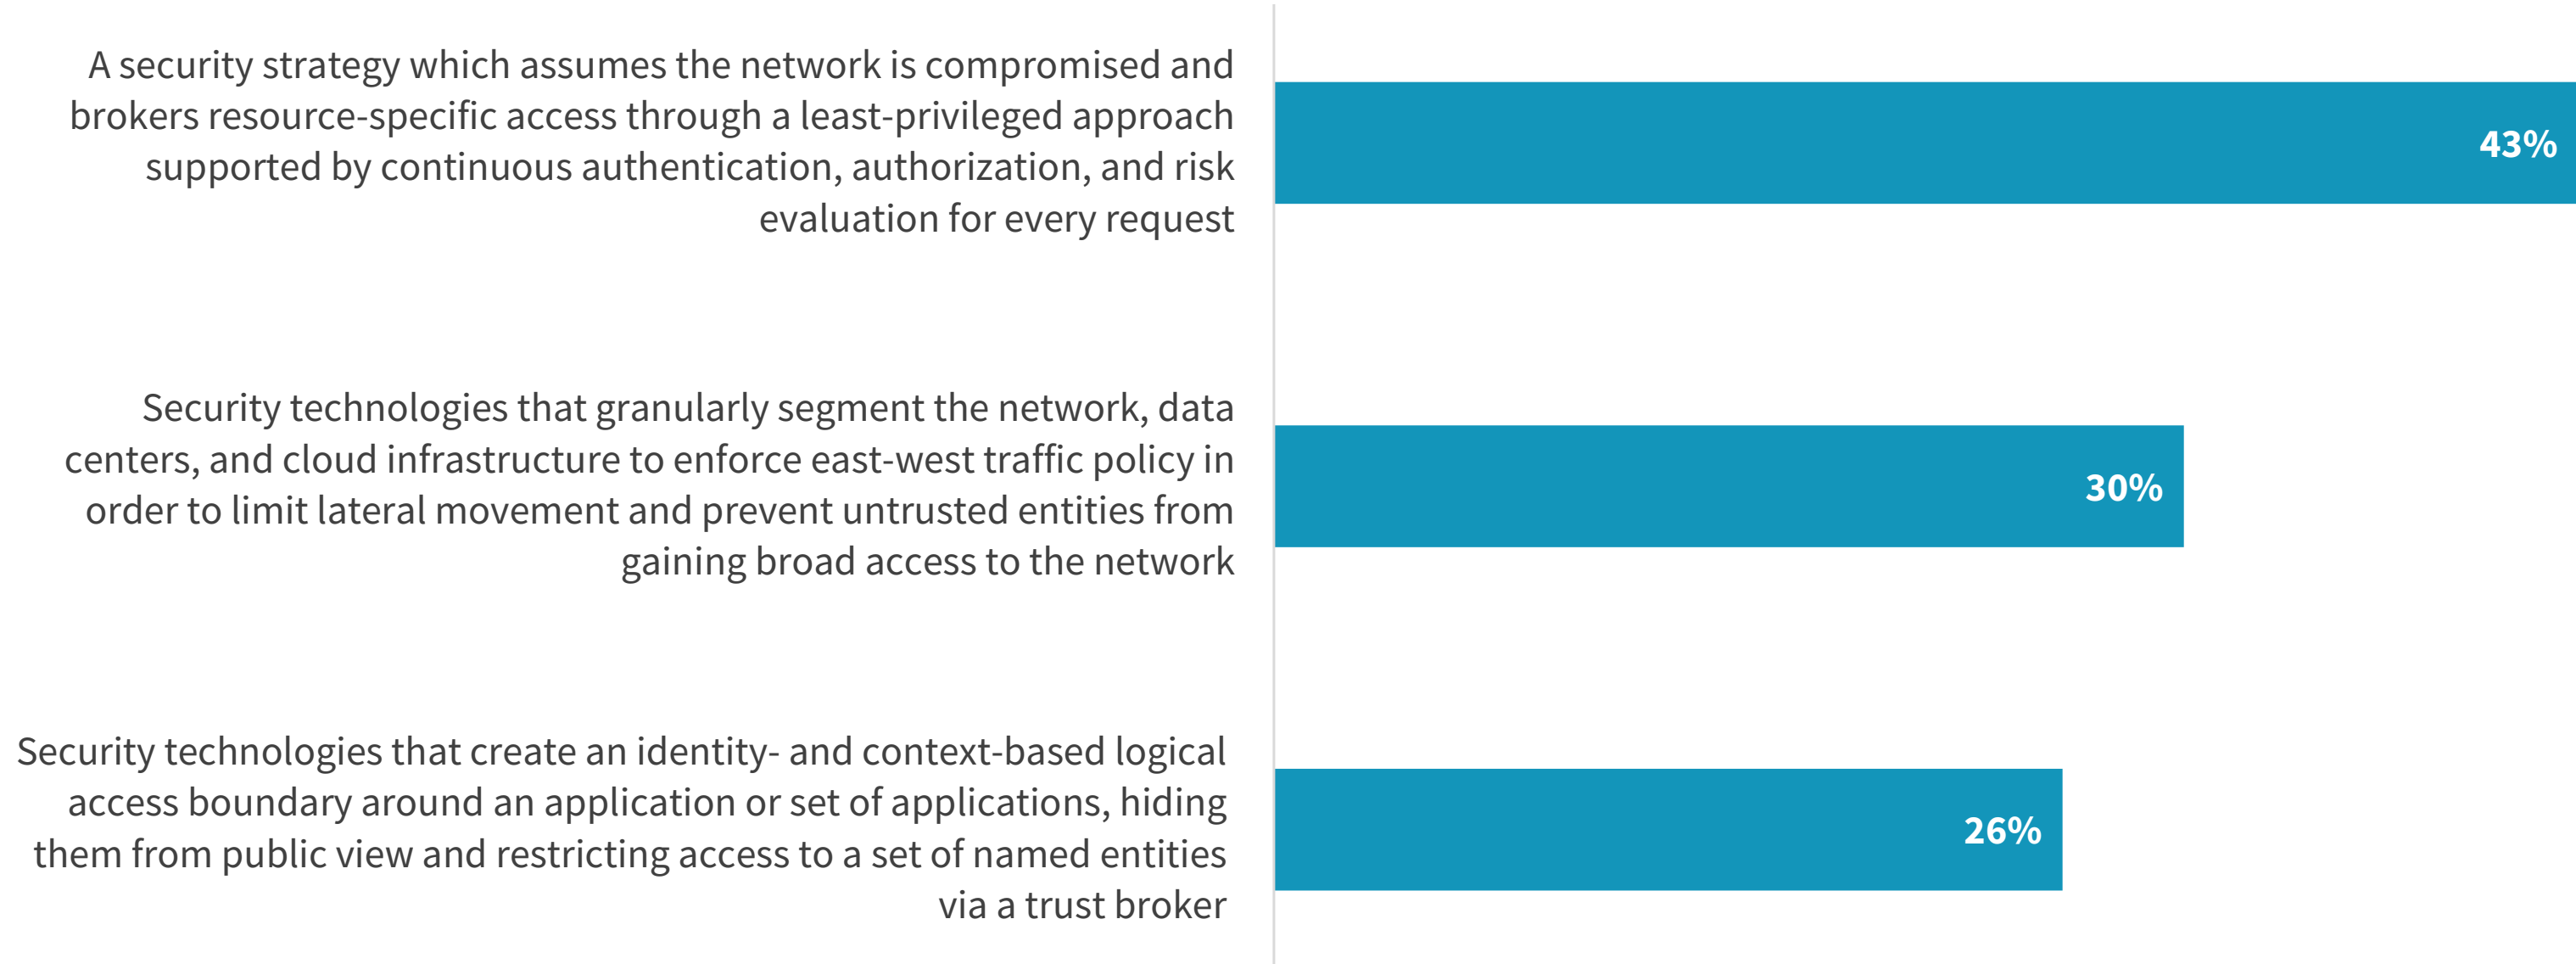 A security strategy which assumes the network is compromised and
brokers resource-specific access through a least-privileged approach
supported by continuous authentication, authorization, and risk
evaluation for every request
43%
Security technologies that granularly segment the network, data
centers, and cloud infrastructure to enforce east-west traffic policy in
order to limit lateral movement and prevent untrusted entities from
gaining broad access to the network
30%
Security technologies that create an identity- and context-based logical
access boundary around an application or set of applications, hiding
them from public view and restricting access to a set of named entities
via a trust broker
26%